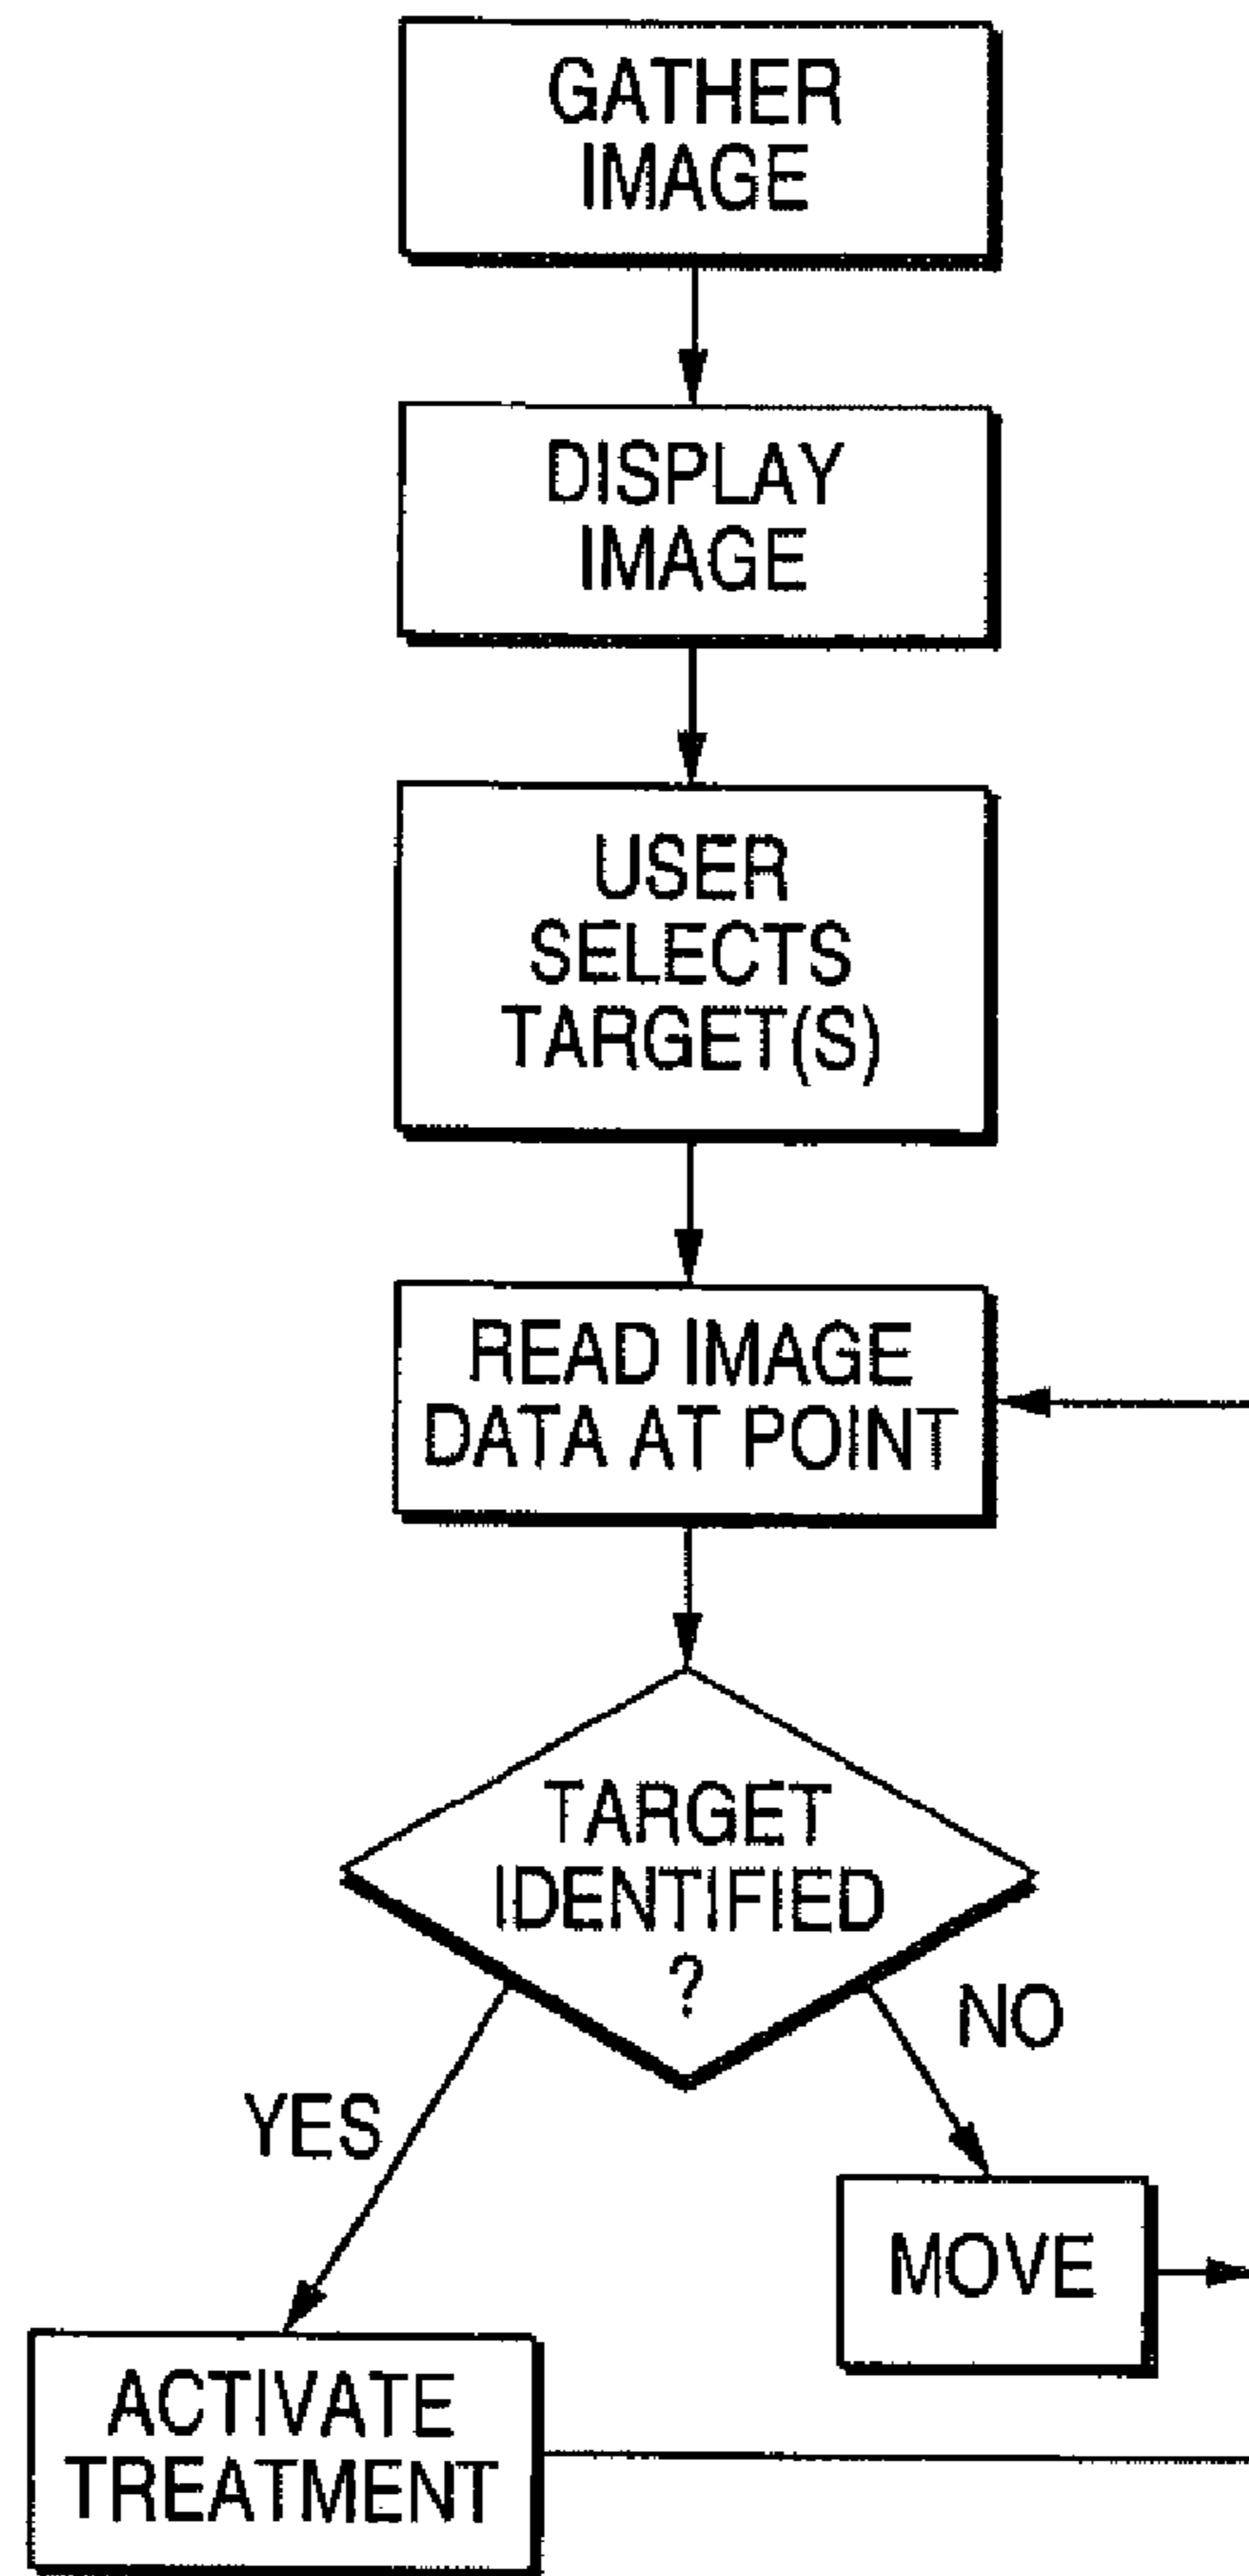 GATHER
IMAGE
DISPLAY
IMAGE
USER
SELECTS
TARGET(S)
READ IMAGE
DATA AT POINT
TARGET
IDENTIFIED
?
NO
YES
MOVE
ACTIVATE
TREATMENT